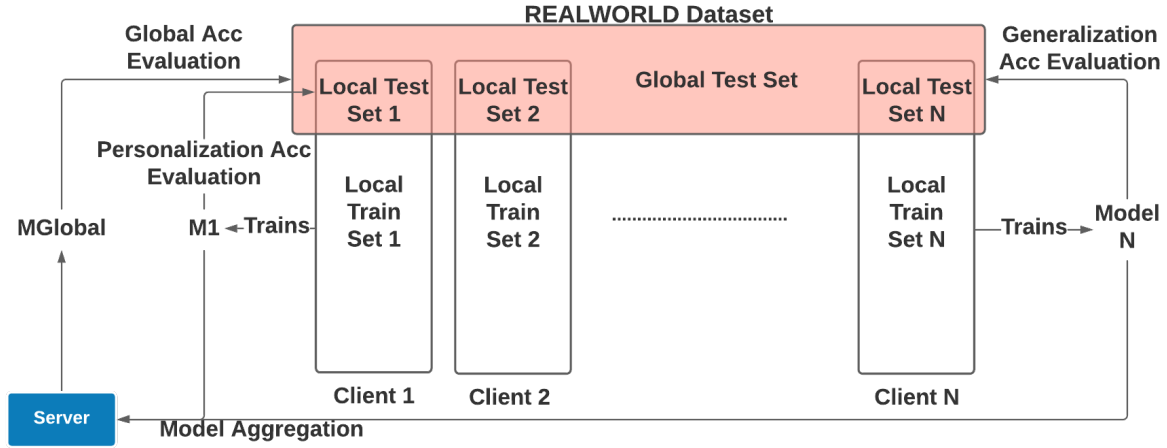 REALWORLD Dataset
Global Acc
Evaluation
Generalization
Acc Evaluation
Local Test
Set 1
Local Test
Set 2
Global Test Set
Local Test
Set N
Personalization Acc
Evaluation
MGlobal
M1
Trains
Local
Train
Set 1
Local
Train
Set 2
Local
Train
Set N
Trains
Model
N
Client 1
Client 2
Client N
Server
Model Aggregation